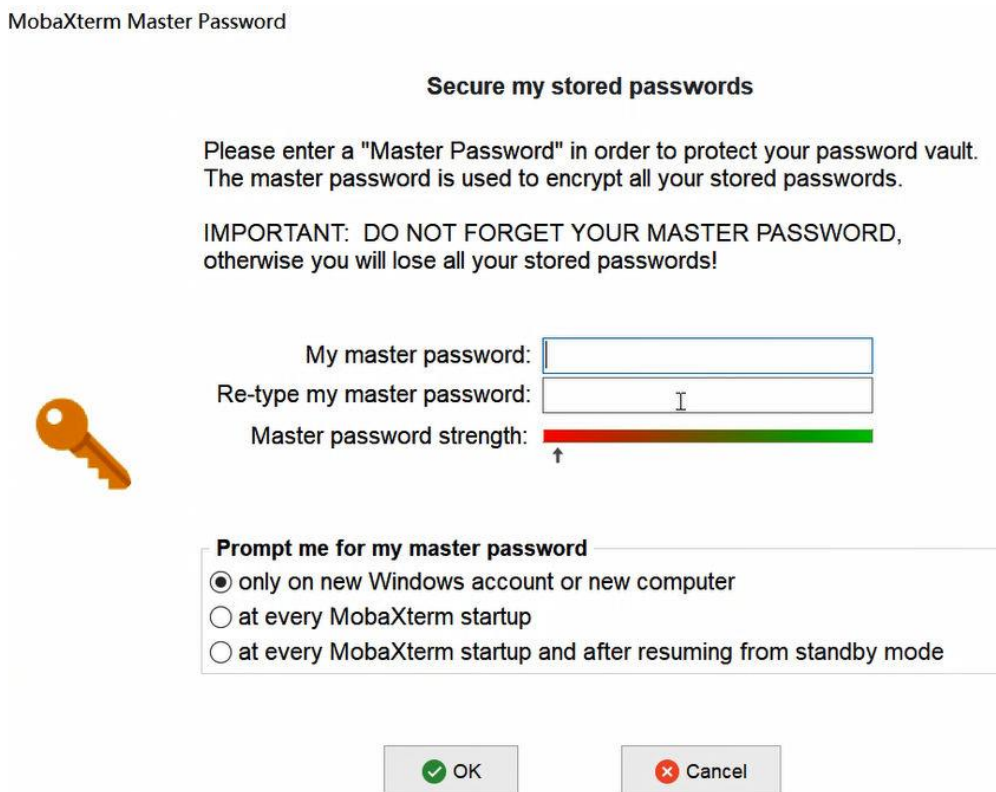 MobaXterm Master Password
Secure my stored passwords
Please enter a "Master Password" in order to protect your password vault.
The master password is used to encrypt all your stored passwords.
IMPORTANT:  DO NOT FORGET YOUR MASTER PASSWORD,
otherwise you will lose all your stored passwords!
My master password:
Re-type my master password:
Master password strength:
Prompt me for my master password
only on new Windows account or new computer
at every MobaXterm startup
at every MobaXterm startup and after resuming from standby mode
OK Cancel